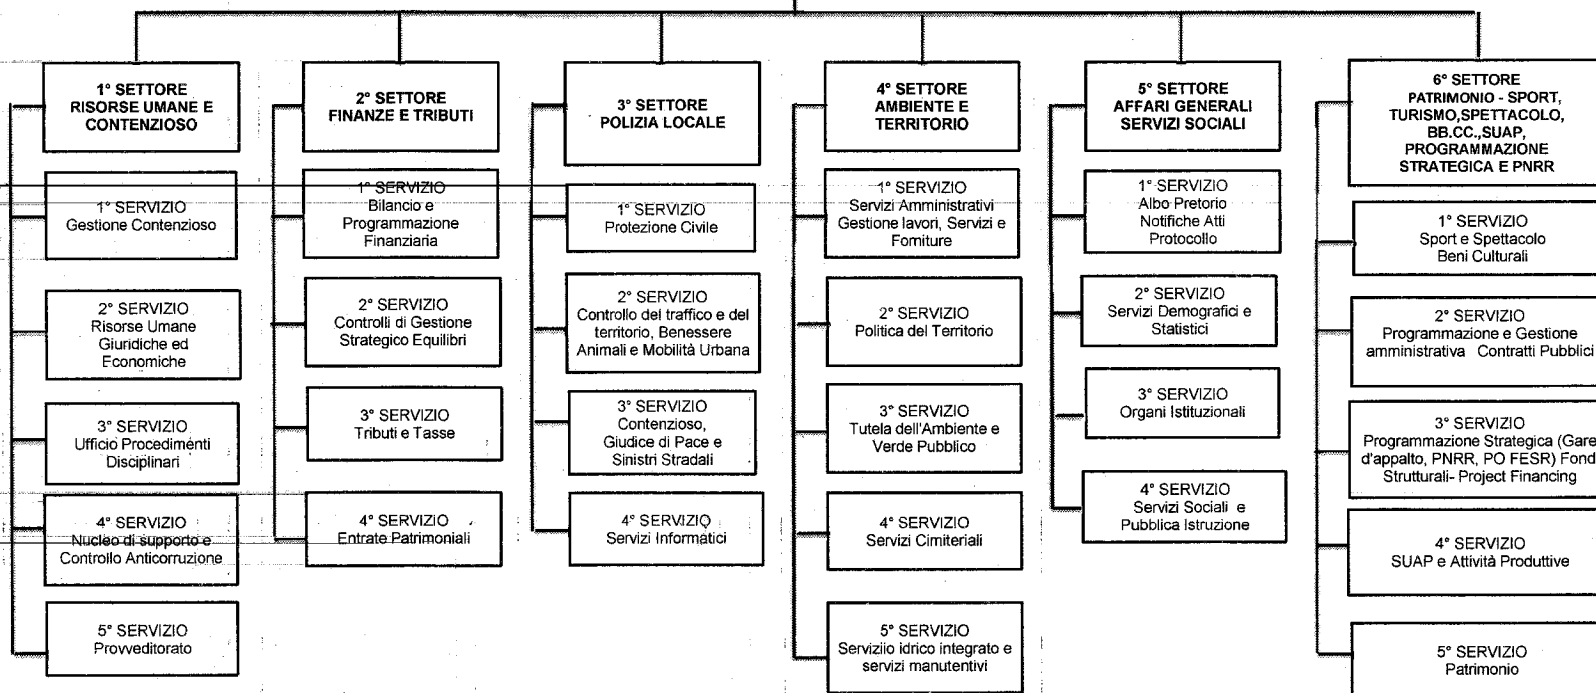 1° SETTORE
RISORSE UMANE E
CONTENZIOSO
1° SERVIZIO
Gestione Contenzioso
2° SERVIZIO
Risorse Umane
Giuridiche ed
Economiche
3° SERVIZIO
Ufficio Procedimenti
Disciplinari
4° SERVIZIO
Nucleo di supporto e
Controllo Anticorruzione
5° SERVIZIO
Provveditorato
2° SETTORE
FINANZE E TRIBUTI
1° SERVIZIO
Bilancio e
Programmazione
Finanziaria
2° SERVIZIO
Controlli di Gestione
Strategico Equilibri
3° SERVIZIO
Tributi e Tasse
4° SERVIZIO
Entrate Patrimoniali
3° SETTORE
POLIZIA LOCALE
1° SERVIZIO
Protezione Civile
2° SERVIZIO
Controllo del traffico e del
territorio, Benessere
Animali e Mobilità Urbana
3° SERVIZIO
Contenzioso,
Giudice di Pace e
Sinistri Stradali
4° SERVIZIO
Servizi Informatici
4° SETTORE
AMBIENTE E
TERRITORIO
1° SERVIZIO
Servizi Amministrativi
Gestione lavori, Servizi e
Forniture
2° SERVIZIO
Politica del Territorio
3° SERVIZIO
Tutela dell'Ambiente e
Verde Pubblico
4° SERVIZIO
Servizi Cimiteriali
5° SERVIZIO
Serviziio idrico integrato e
servizi manutentivi
5° SETTORE
AFFARI GENERALI
SERVIZI SOCIALI
1° SERVIZIO
Albo Pretorio
Notifiche Atti
Protocollo
2° SERVIZIO
Servizi Demografici e
Statistici
3° SERVIZIO
Organi Istituzionali
4° SERVIZIO
Servizi Sociali e
Pubblica Istruzione
6° SETTORE
PATRIMONIO - SPORT,
TURISMO,SPETTACOLO,
BB.CC.,SUAP,
PROGRAMMAZIONE
STRATEGICA E PNRR
1° SERVIZIO
Sport e Spettacolo
Beni Culturali
2° SERVIZIO
Programmazione e Gestione
amministrativa Contratti Pubblici
3° SERVIZIO
Programmazione Strategica (Gare
d'appalto, PNRR, PO FESR) Fond
Strutturali- Project Financing
4° SERVIZIO
SUAP e Attività Produttive
5° SERVIZIO
Patrimonio